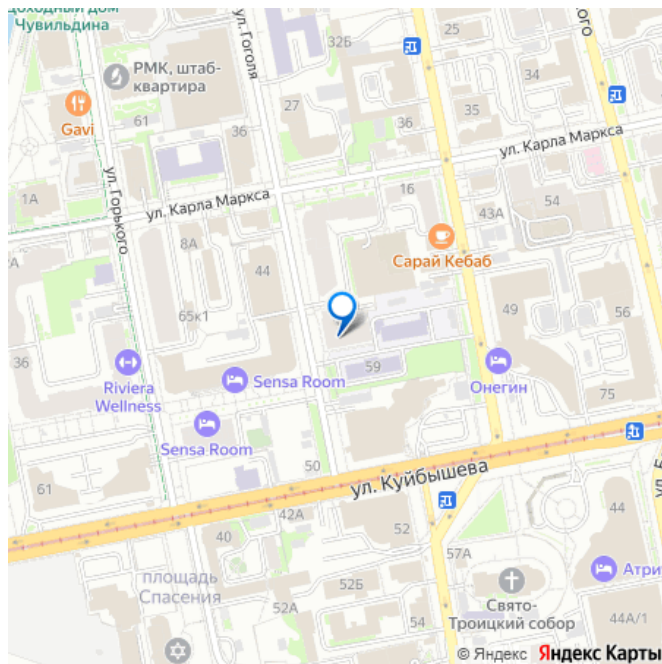 доходный дом
Чувильдина
ул. Гоголя
32Б
25
РМК, штаб-
квартира
34
Gavi
61
27
36
35
36
ул. Карла Маркса
ул. Горького
1А
16
54
ул. Карла Маркса
43А
8А
Сарай Кебаб
44
65к1
49
56
36
Riviera
Wellness
59
Sensa Room
Онегин
75
Sensa Room
50
ул. Куйбышева
61
42А
44
40
52
57А
площадь
Спасения
52Б
Свято-
Троицкий собор
52А
44А/1
© Яндекс Яндекс Карты